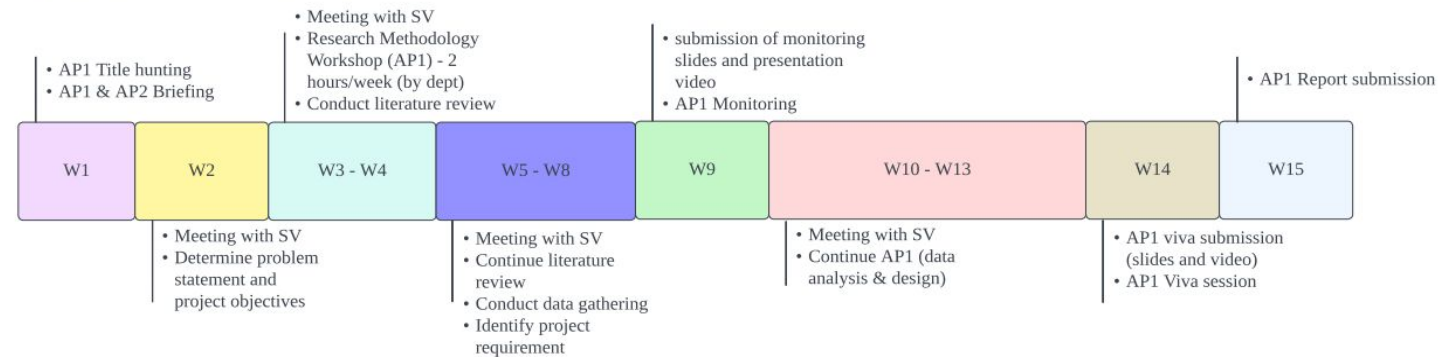 • AP1 Title hunting
• AP1 & AP2 Briefing
• Meeting with SV
• Research Methodology
Workshop (AP1) - 2
hours/week (by dept)
• Conduct literature review
• submission of monitoring
slides and presentation
video
• AP1 Monitoring
• AP1 Report submission
W1
W2
W3 - W4
W5 - W8
W9
W10 - W13
W14
W15
• Meeting with SV
• Determine problem
statement and
project objectives
• Meeting with SV
• Continue literature
review
• Conduct data gathering
• Identify project
requirement
• Meeting with SV
• Continue AP1 (data
analysis & design)
• AP1 viva submission
(slides and video)
• AP1 Viva session